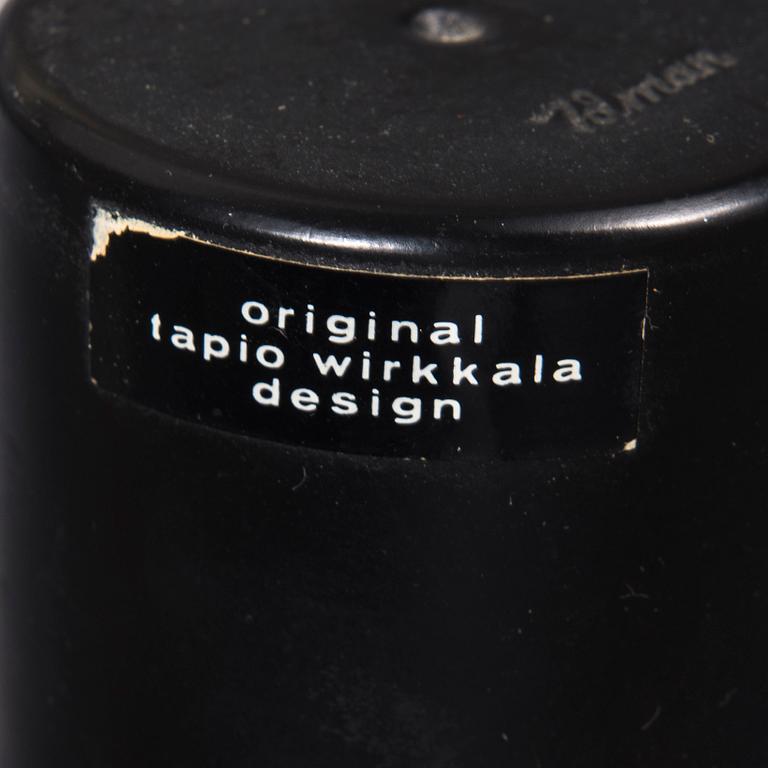 original
tapio wirkkala
design